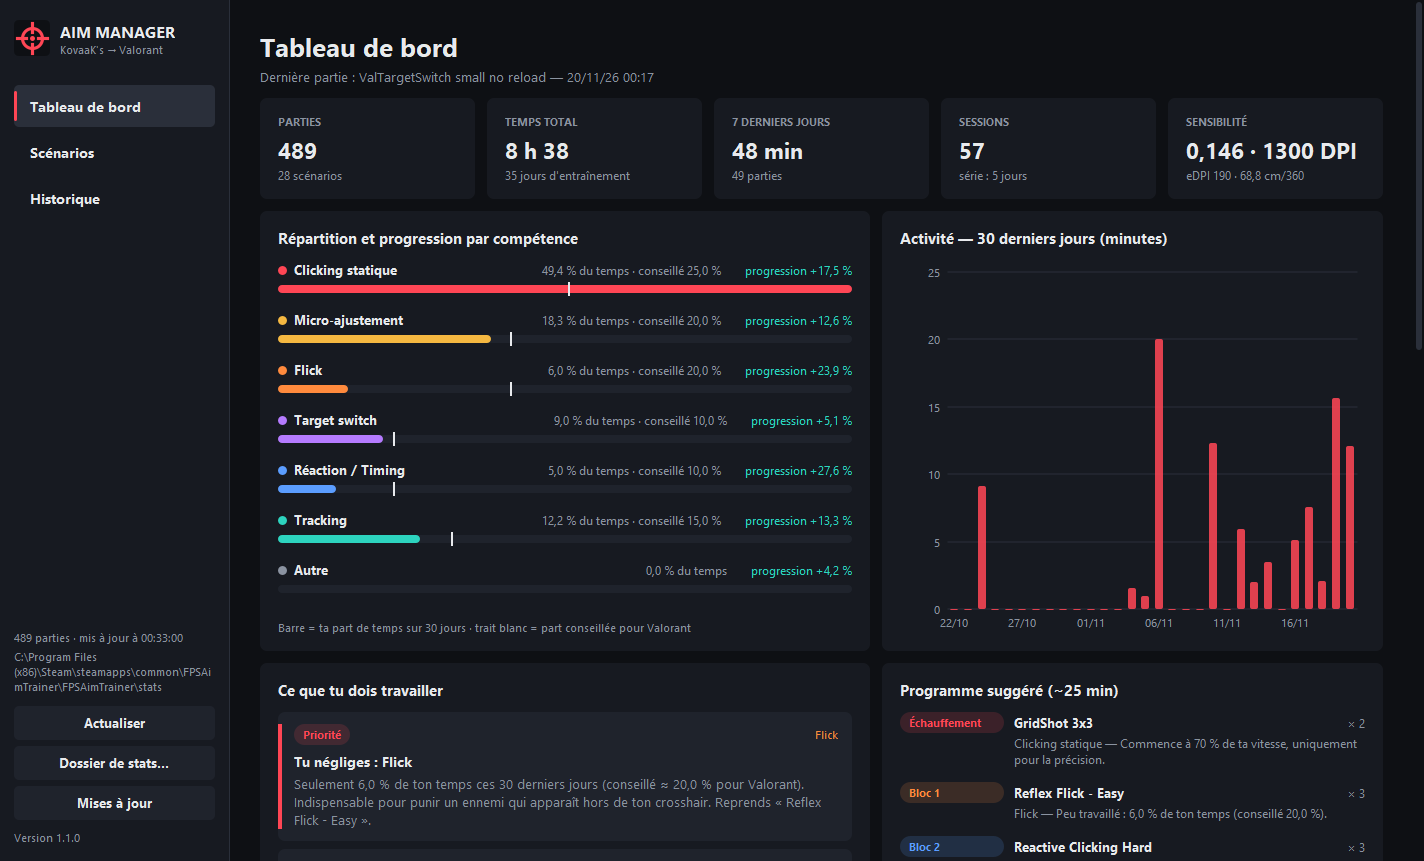 AIM MANAGER
KovaaK's → Valorant
Tableau de bord
Scénarios
Historique
489 parties · mis à jour à 00:33:00
C:\Program Files
(x86)\Steam\steamapps\common\FPSAi
mTrainer\FPSAimTrainer\stats
Actualiser
Dossier de stats...
Mises à jour
Version 1.1.0
Tableau de bord
Dernière partie : ValTargetSwitch small no reload — 20/11/26 00:17
PARTIES
489
28 scénarios
TEMPS TOTAL
8 h 38
35 jours d'entraînement
7 DERNIERS JOURS
48 min
49 parties
SESSIONS
57
série : 5 jours
SENSIBILITÉ
0,146 · 1300 DPI
eDPI 190 · 68,8 cm/360
Répartition et progression par compétence
Clicking statique 49,4 % du temps · conseillé 25,0 % progression +17,5 %
Micro-ajustement 18,3 % du temps · conseillé 20,0 % progression +12,6 %
Flick 6,0 % du temps · conseillé 20,0 % progression +23,9 %
Target switch 9,0 % du temps · conseillé 10,0 % progression +5,1 %
Réaction / Timing 5,0 % du temps · conseillé 10,0 % progression +27,6 %
Tracking 12,2 % du temps · conseillé 15,0 % progression +13,3 %
Autre 0,0 % du temps progression +4,2 %
Barre = ta part de temps sur 30 jours · trait blanc = part conseillée pour Valorant
Activité — 30 derniers jours (minutes)
25
20
15
10
5
0
22/10 27/10 01/11 06/11 11/11 16/11
Ce que tu dois travailler
Priorité Flick
Tu négliges : Flick
Seulement 6,0 % de ton temps ces 30 derniers jours (conseillé ≈ 20,0 % pour Valorant).
Indispensable pour punir un ennemi qui apparaît hors de ton crosshair. Reprends « Reflex
Flick - Easy ».
Programme suggéré (~25 min)
Échauffement GridShot 3x3 × 2
Clicking statique — Commence à 70 % de ta vitesse, uniquement
pour la précision.
Bloc 1 Reflex Flick - Easy × 3
Flick — Peu travaillé : 6,0 % de ton temps (conseillé 20,0 %).
Bloc 2 Reactive Clicking Hard × 3